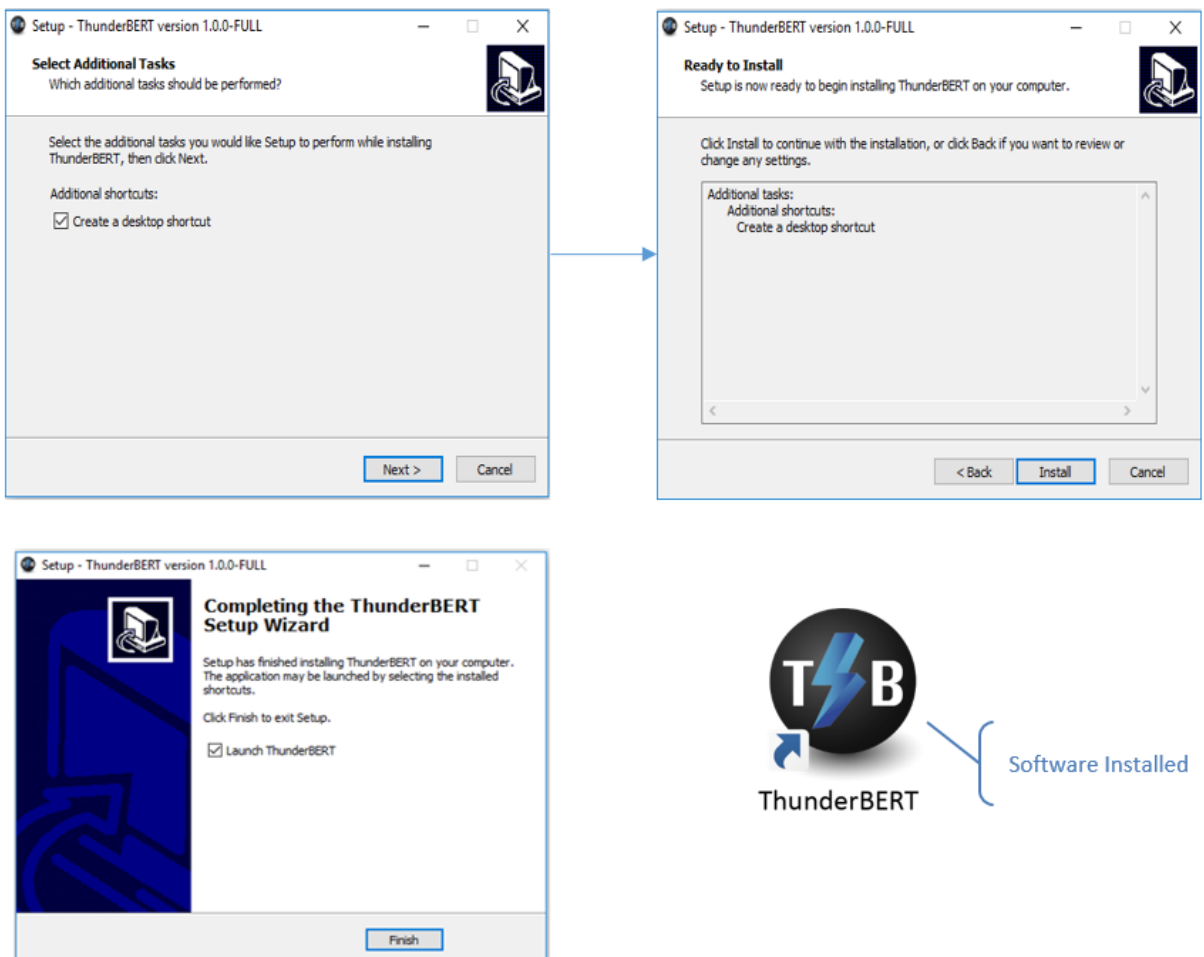 Setup - ThunderBERT version 1.0.0-FULL
Select Additional Tasks
Which additional tasks should be performed?
Select the additional tasks you would like Setup to perform while installing
ThunderBERT, then click Next.
Additional shortcuts:
Create a desktop shortcut
Next >
Cancel
Setup - ThunderBERT version 1.0.0-FULL
Ready to Install
Setup is now ready to begin installing ThunderBERT on your computer.
Click Install to continue with the installation, or click Back if you want to review or
change any settings.
Additional tasks:
Additional shortcuts:
Create a desktop shortcut
< Back
Install
Cancel
Setup - ThunderBERT version 1.0.0-FULL
Completing the ThunderBERT
Setup Wizard
Setup has finished installing ThunderBERT on your computer.
The application may be launched by selecting the installed
shortcuts.
Click Finish to exit Setup.
Launch ThunderBERT
Finish
T B
ThunderBERT
Software Installed